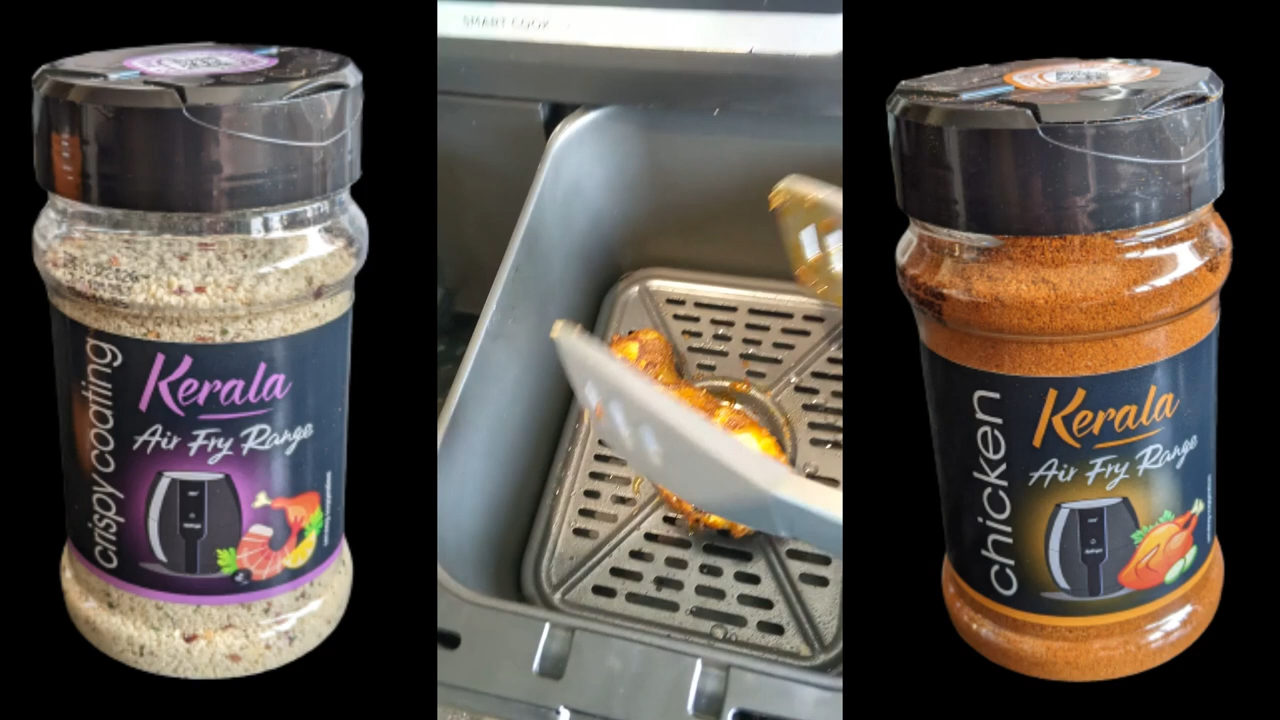 crispy coating
Kerala
Air Fry Range
SMART COOK
chicken
Kerala
Air Fry Range